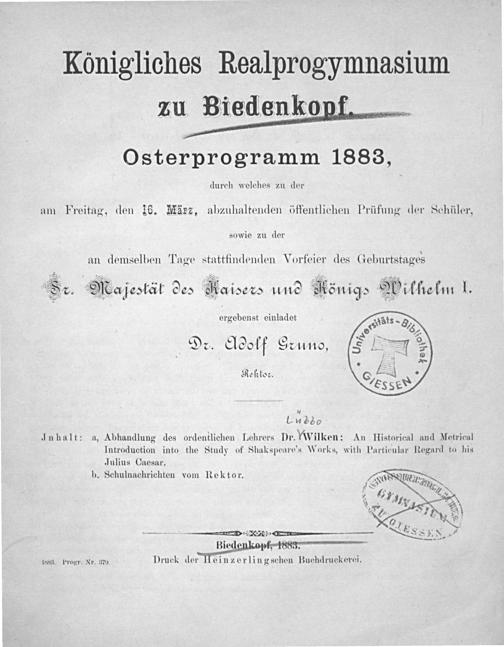 Königliches Realprogymnasium
zu Biedenkopf.
Osterprogramm 1883,
durch welches zu der
am Freitag, den 16. März, abzuhaltenden öffentlichen Prüfung der Schüler,
sowie zu der
an demselben Tage stattfindenden Vorfeier des Geburtstages
Sr. Majestät des Kaisers und Königs Wilhelm I.
ergebenst einladet
Dr. Adolf Gruno,
Rektor.
Universitäts-Bibliothek
GIESSEN
Lübbo
Inhalt: a, Abhandlung des ordentlichen Lehrers Dr. Wilken: An Historical and Metrical
Introduction into the Study of Shakspeare's Works, with Particular Regard to his
Julius Caesar.
b. Schulnachrichten vom Rektor.
GYMNASIUM
ZU GIESSEN
Biedenkopf, 1883.
1883. Progr. Nr. 379.
Druck der Heinzerlingschen Buchdruckerei.